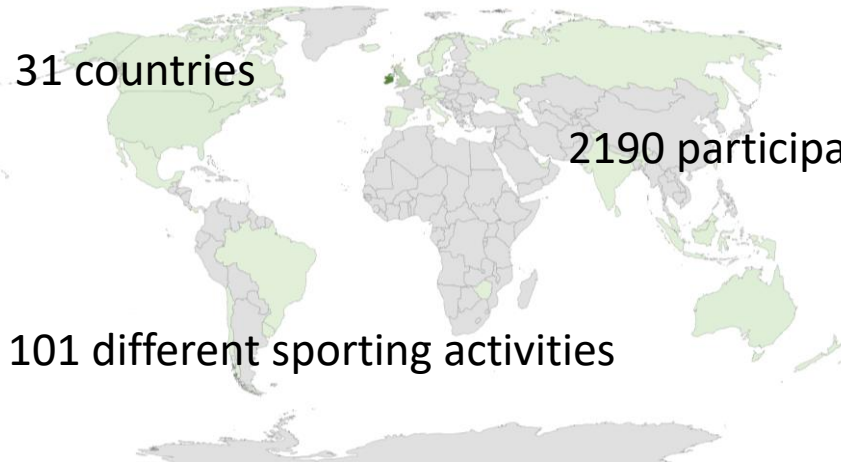 31 countries
2190 participa
101 different sporting activities